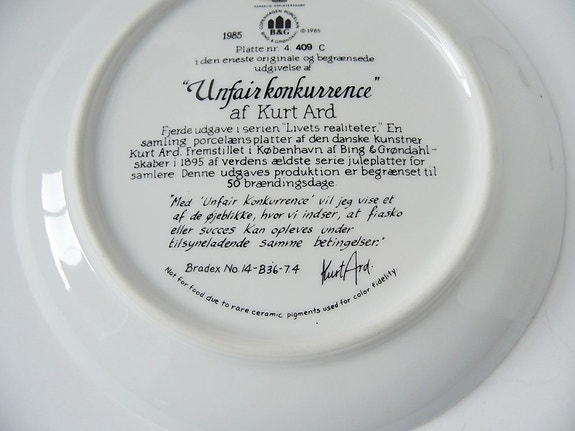 COPENHAGEN PORCELAIN
B&G
BING & GRØNDAHL
1985
© 1985
Platte nr. 4.409 C
i den eneste originale og begrænsede
udgivelse af
"Unfair konkurrence"
af Kurt Ard
Fjerde udgave i serien "Livets realiteter." En
samling porcelænsplatter af den danske kunstner
Kurt Ard. Fremstillet i København af Bing & Grøndahl-
skaber i 1895 af verdens ældste serie juleplatter for
samlere Denne udgaves produktion er begrænset til
50 brændingsdage.
"Med 'Unfair Konkurrence' vil jeg vise et
af de øjeblikke, hvor vi indser, at fiasko
eller succes kan opleves under
tilsyneladende samme betingelser."
Bradex No. 14-B36-7.4
Kurt Ard.
Not for food due to rare ceramic pigments used for color fidelity.